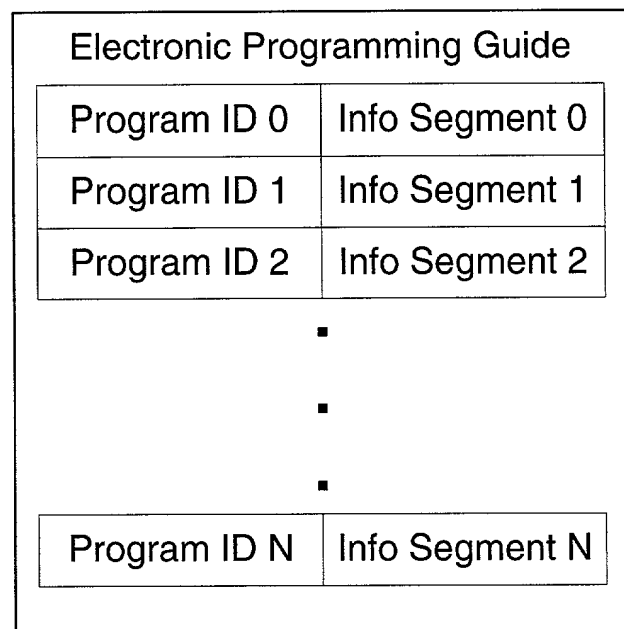 Electronic Programming Guide
Program ID 0 Info Segment 0
Program ID 1 Info Segment 1
Program ID 2 Info Segment 2
Program ID N Info Segment N